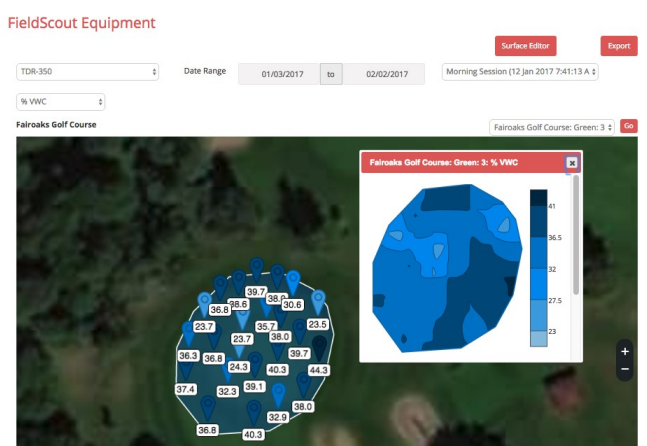 FieldScout Equipment
Surface Editor
Export
TDR-350
Date Range
01/03/2017
to
02/02/2017
Morning Session (12 Jan 2017 7:41:13 A
% VWC
Fairoaks Golf Course
Fairoaks Golf Course: Green: 3
Go
Fairoaks Golf Course: Green: 3: % VWC
x
41
36.5
32
27.5
23
39.7
38.6
30.6
36.8
23.7
35.7
23.5
23.7
38.0
36.3
36.8
39.7
24.3
40.3
44.3
37.4
32.3
39.1
38.0
32.9
36.8
40.3
+
−